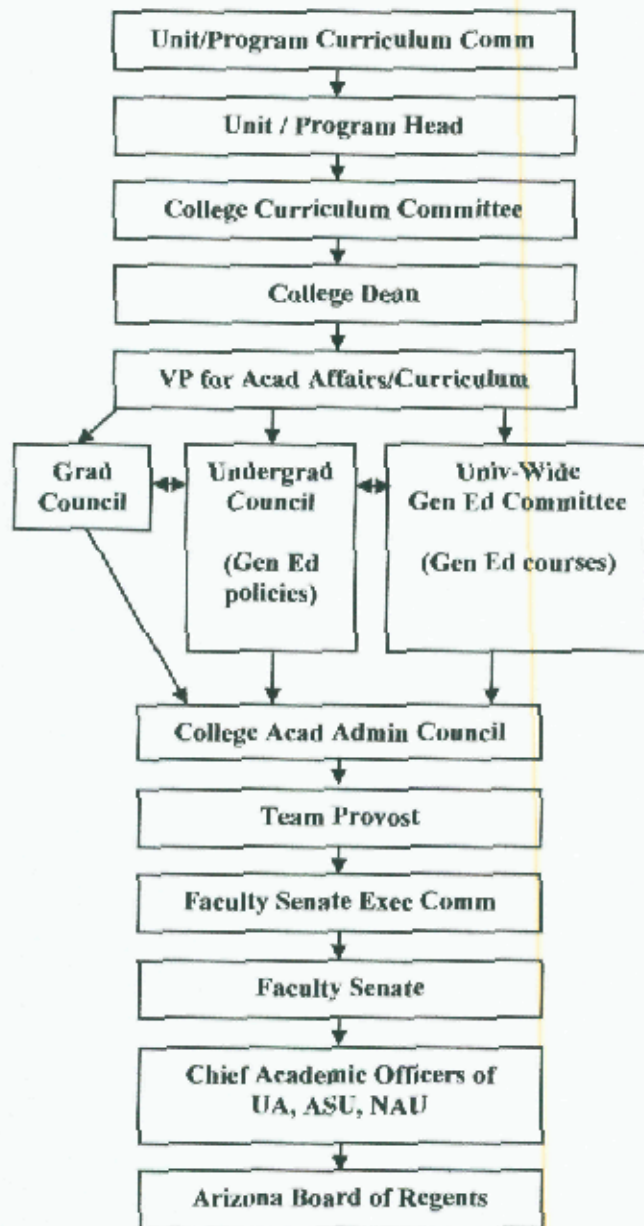 Unit/Program Curriculum Comm
Unit / Program Head
College Curriculum Committee
College Dean
VP for Acad Affairs/Curriculum
Grad
Council
Undergrad
Council
(Gen Ed
policies)
Univ-Wide
Gen Ed Committee
(Gen Ed courses)
College Acad Admin Council
Team Provost
Faculty Senate Exec Comm
Faculty Senate
Chief Academic Officers of
UA, ASU, NAU
Arizona Board of Regents